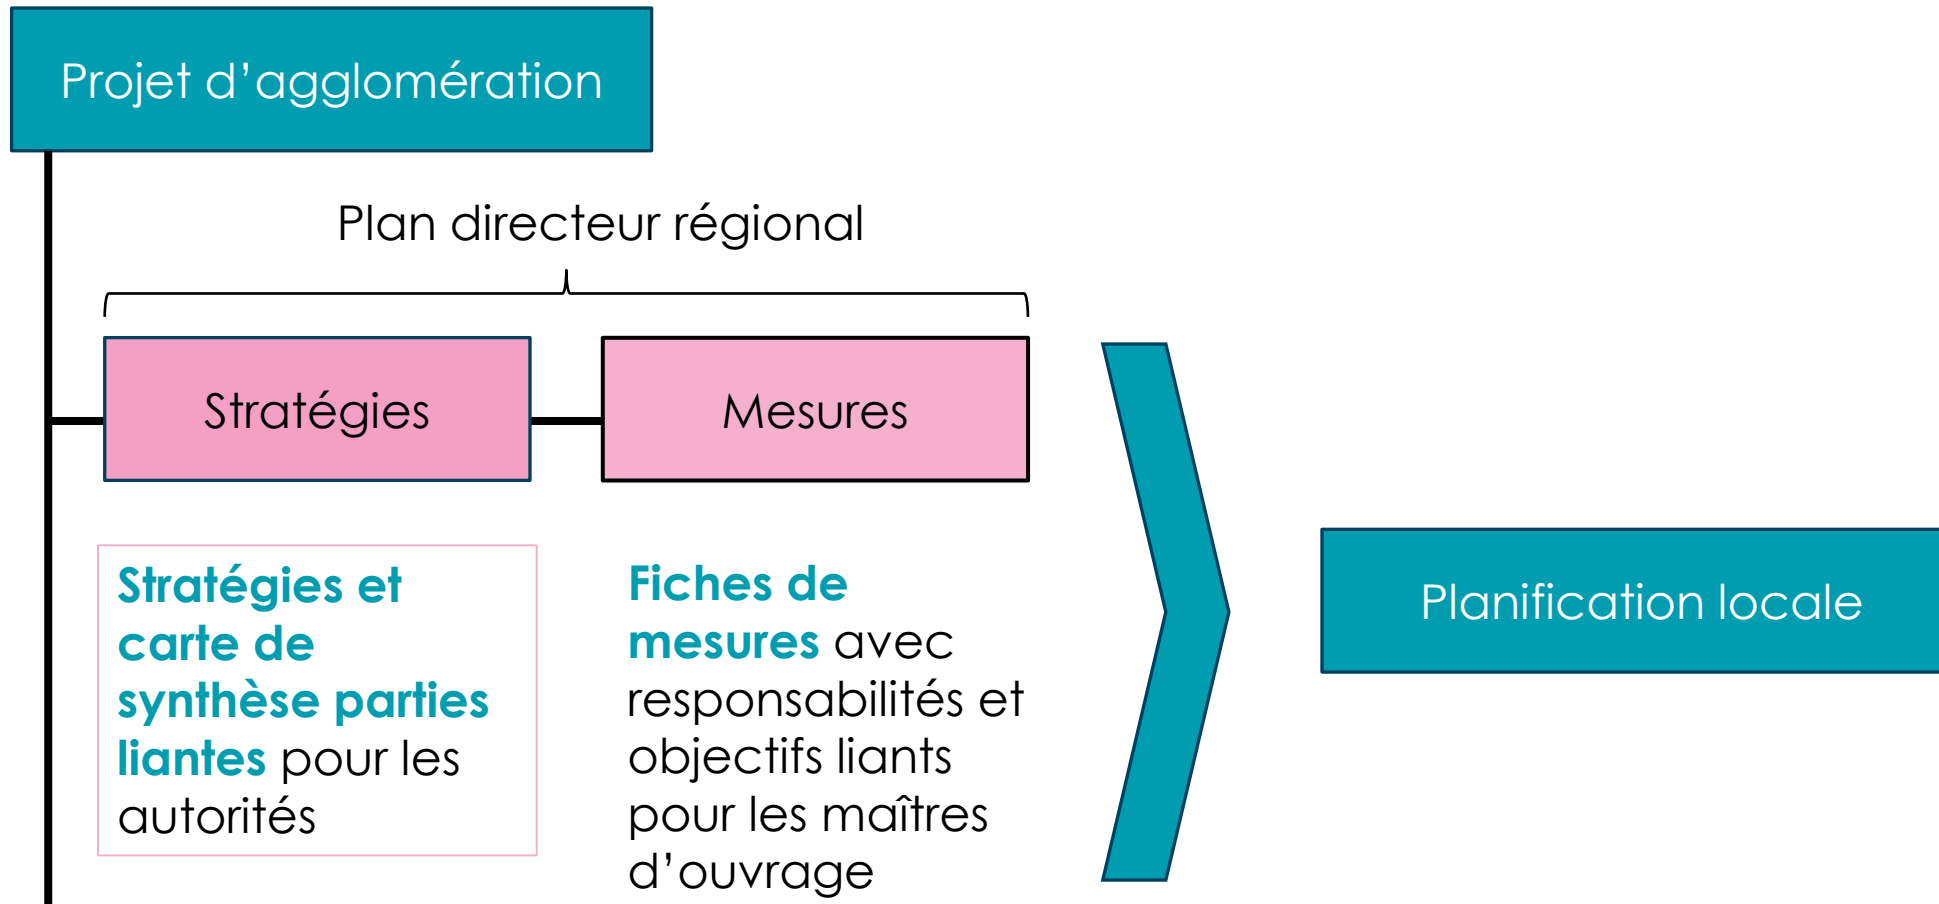 Projet d’agglomération
Plan directeur régional
Stratégies
Mesures
Stratégies et
carte de
synthèse parties
liantes pour les
autorités
Fiches de
mesures avec
responsabilités et
objectifs liants
pour les maîtres
d’ouvrage
Planification locale